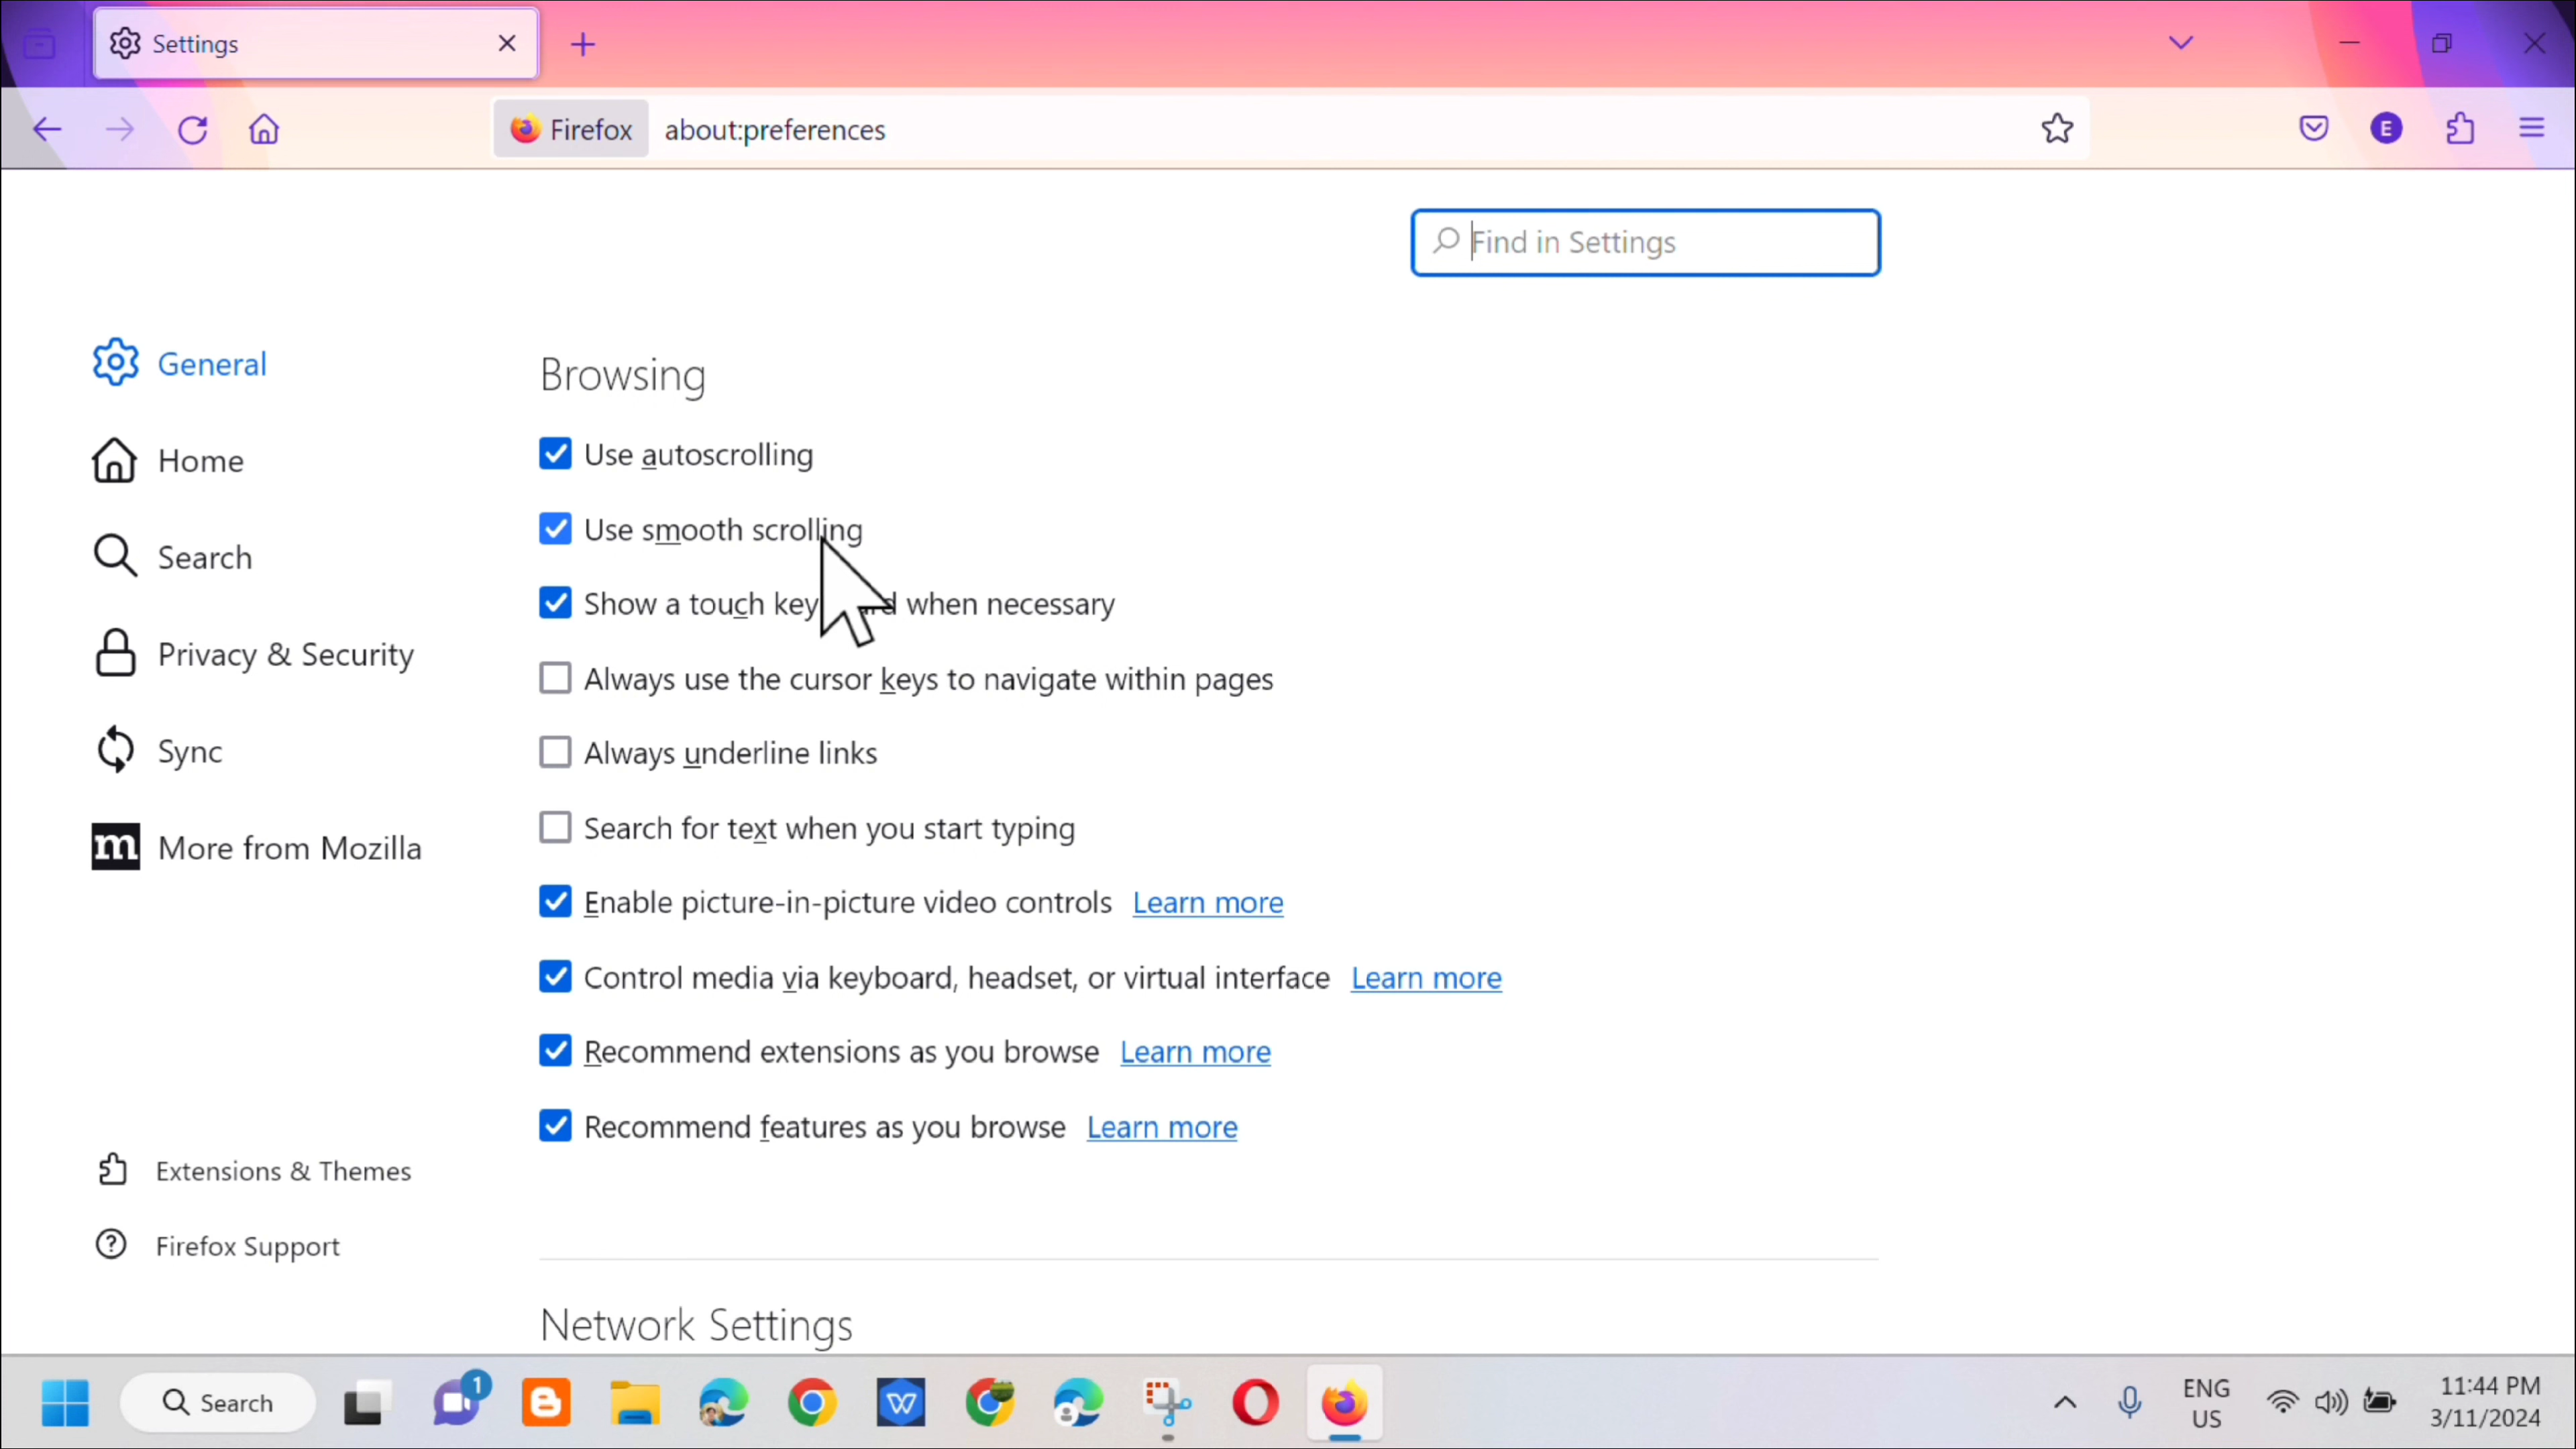 Settings
Firefox about:preferences
E
Find in Settings
General
Home
Search
Privacy & Security
Sync
m More from Mozilla
Extensions & Themes
Firefox Support
Browsing
Use autoscrolling
Use smooth scrolling
Show a touch key when necessary
Always use the cursor keys to navigate within pages
Always underline links
Search for text when you start typing
Enable picture-in-picture video controls Learn more
Control media via keyboard, headset, or virtual interface Learn more
Recommend extensions as you browse Learn more
Recommend features as you browse Learn more
Network Settings
Search
1
W
ENG
US
11:44 PM
3/11/2024